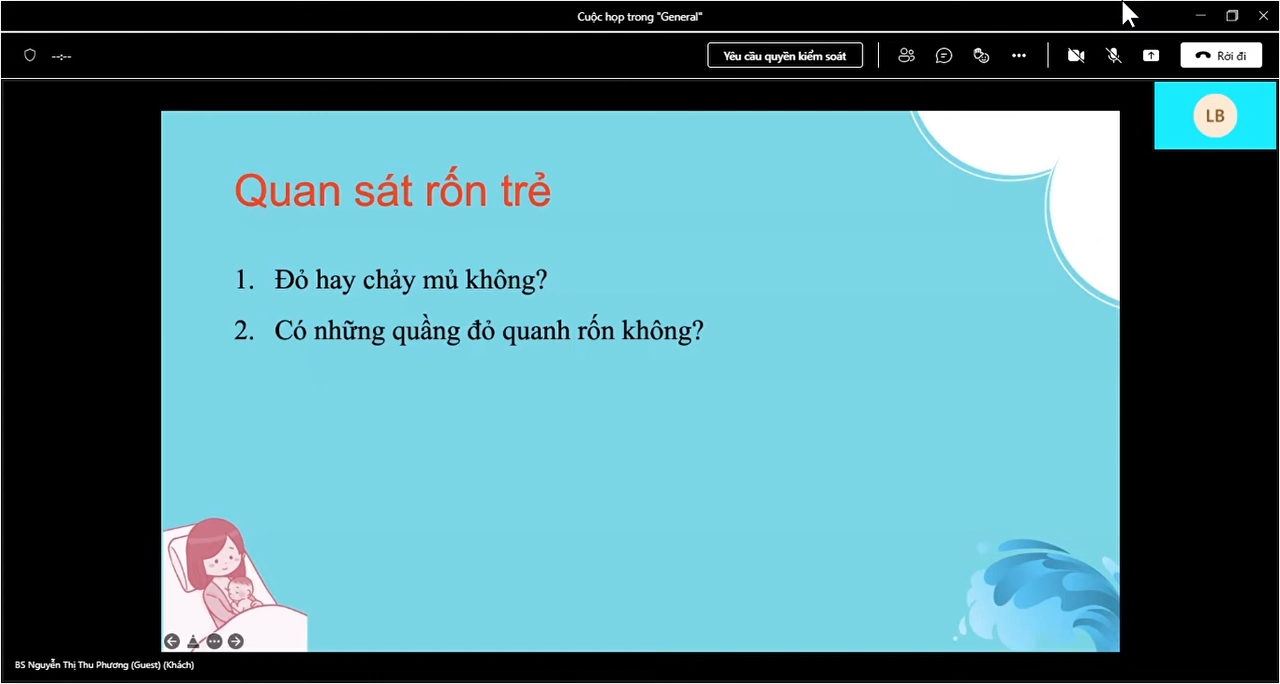 Cuộc họp trong "General"
--:--
Yêu cầu quyền kiểm soát
Rời đi
LB
Quan sát rốn trẻ
1. Đỏ hay chảy mủ không?
2. Có những quầng đỏ quanh rốn không?
BS Nguyễn Thị Thu Phương (Guest) (Khách)